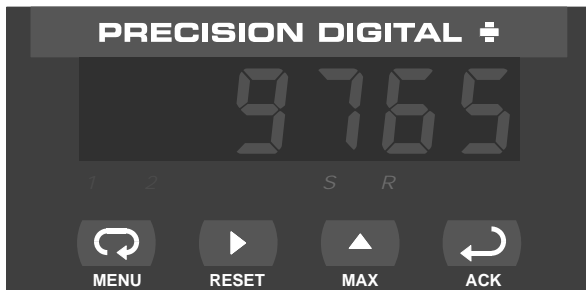 PRECISION DIGITAL
9765
1 2 S R
MENU RESET MAX ACK